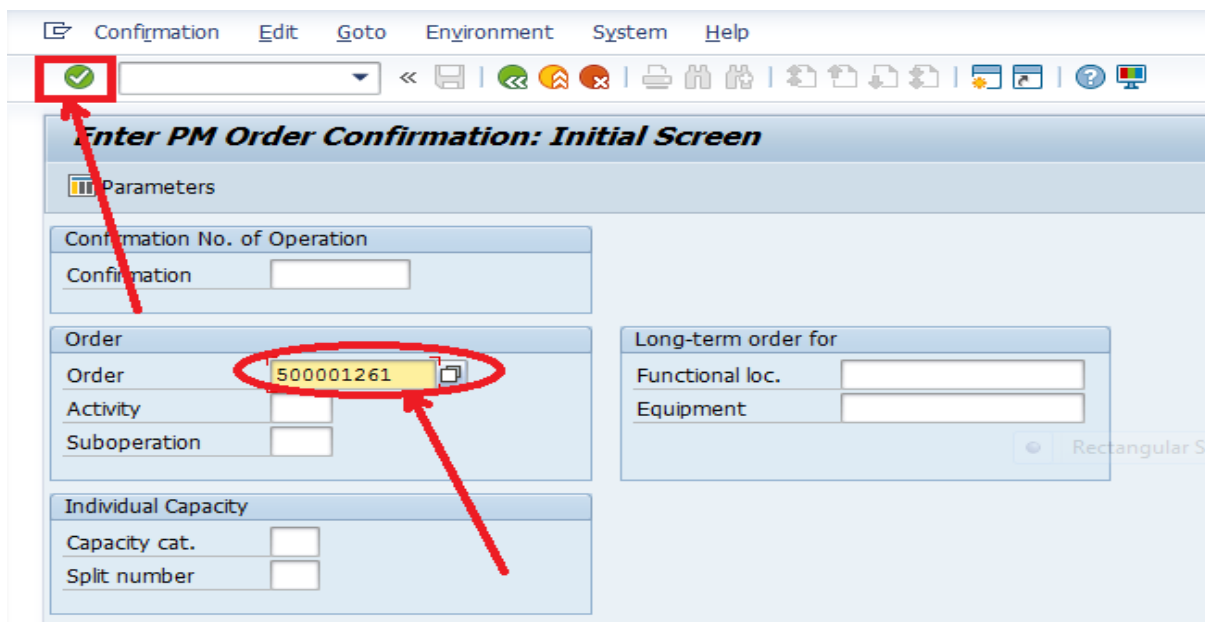 Confirmation Edit Goto Environment System Help
Enter PM Order Confirmation: Initial Screen
Parameters
Confirmation No. of Operation
Confirmation
Order
Order 500001261
Activity
Suboperation
Long-term order for
Functional loc.
Equipment
Rectangular S
Individual Capacity
Capacity cat.
Split number